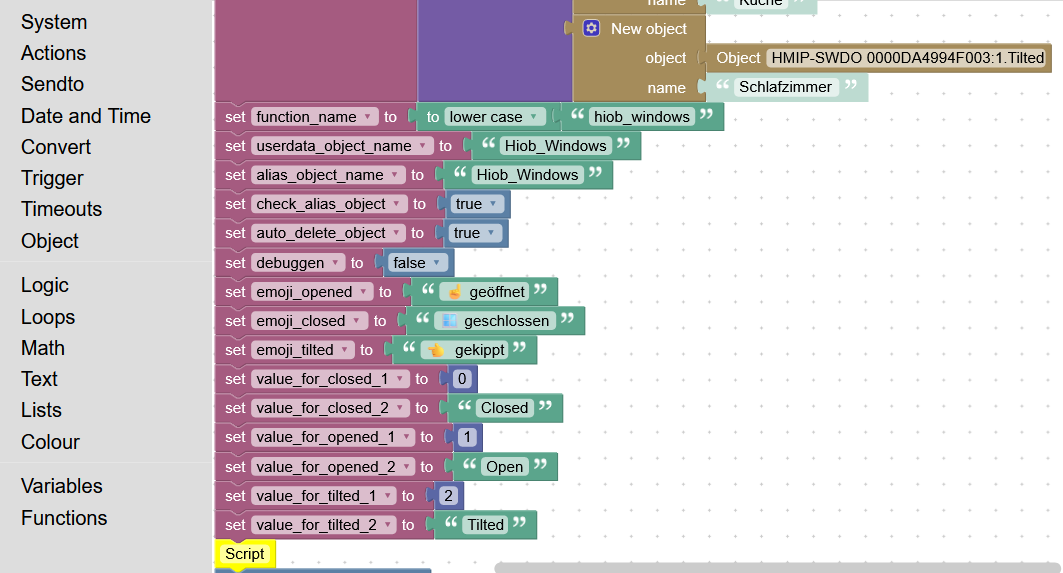 System
Actions
Sendto
Date and Time
Convert
Trigger
Timeouts
Object
Logic
Loops
Math
Text
Lists
Colour
Variables
Functions
name “ Küche ”
New object
object Object HMIP-SWDO 0000DA4994F003:1.Tilted
name “ Schlafzimmer ”
set function_name ▾ to to lower case ▾ “ hiob_windows ”
set userdata_object_name ▾ to “ Hiob_Windows ”
set alias_object_name ▾ to “ Hiob_Windows ”
set check_alias_object ▾ to true ▾
set auto_delete_object ▾ to true ▾
set debuggen ▾ to false ▾
set emoji_opened ▾ to “ ☝ geöffnet ”
set emoji_closed ▾ to “ 🪟 geschlossen ”
set emoji_tilted ▾ to “ 👈 gekippt ”
set value_for_closed_1 ▾ to 0
set value_for_closed_2 ▾ to “ Closed ”
set value_for_opened_1 ▾ to 1
set value_for_opened_2 ▾ to “ Open ”
set value_for_tilted_1 ▾ to 2
set value_for_tilted_2 ▾ to “ Tilted ”
Script